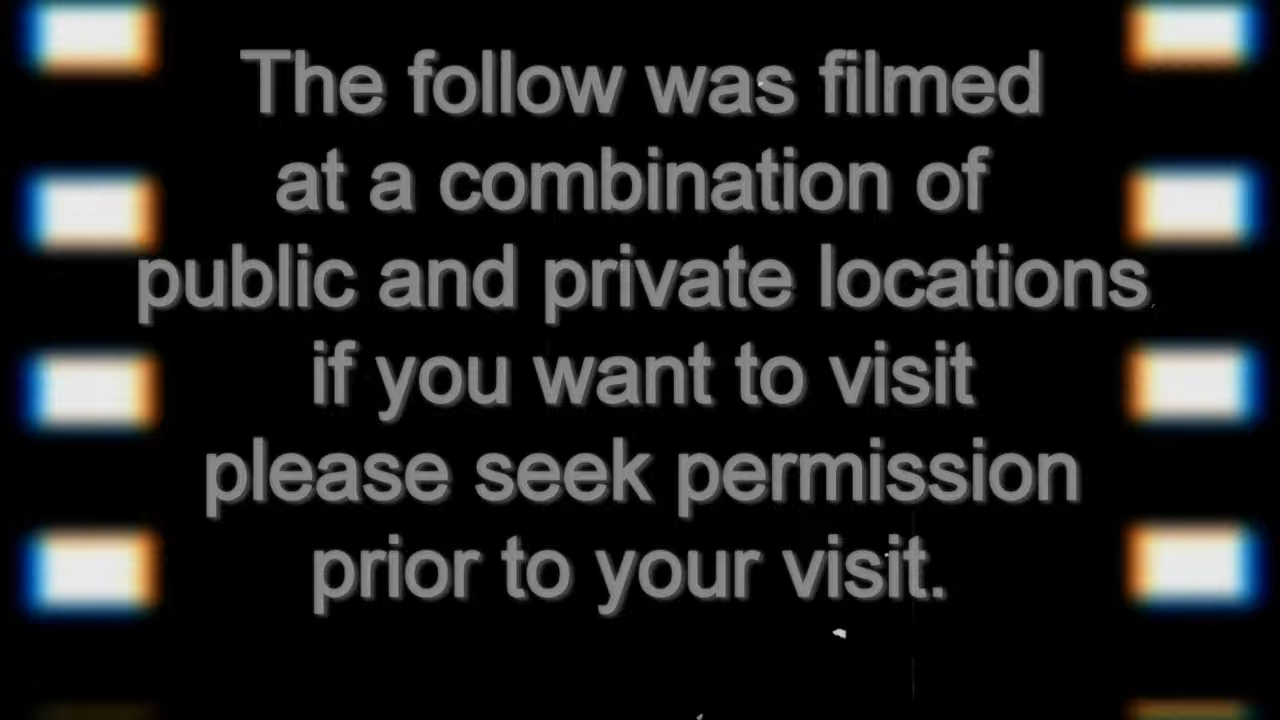 The follow was filmed
at a combination of
public and private locations
if you want to visit
please seek permission
prior to your visit.